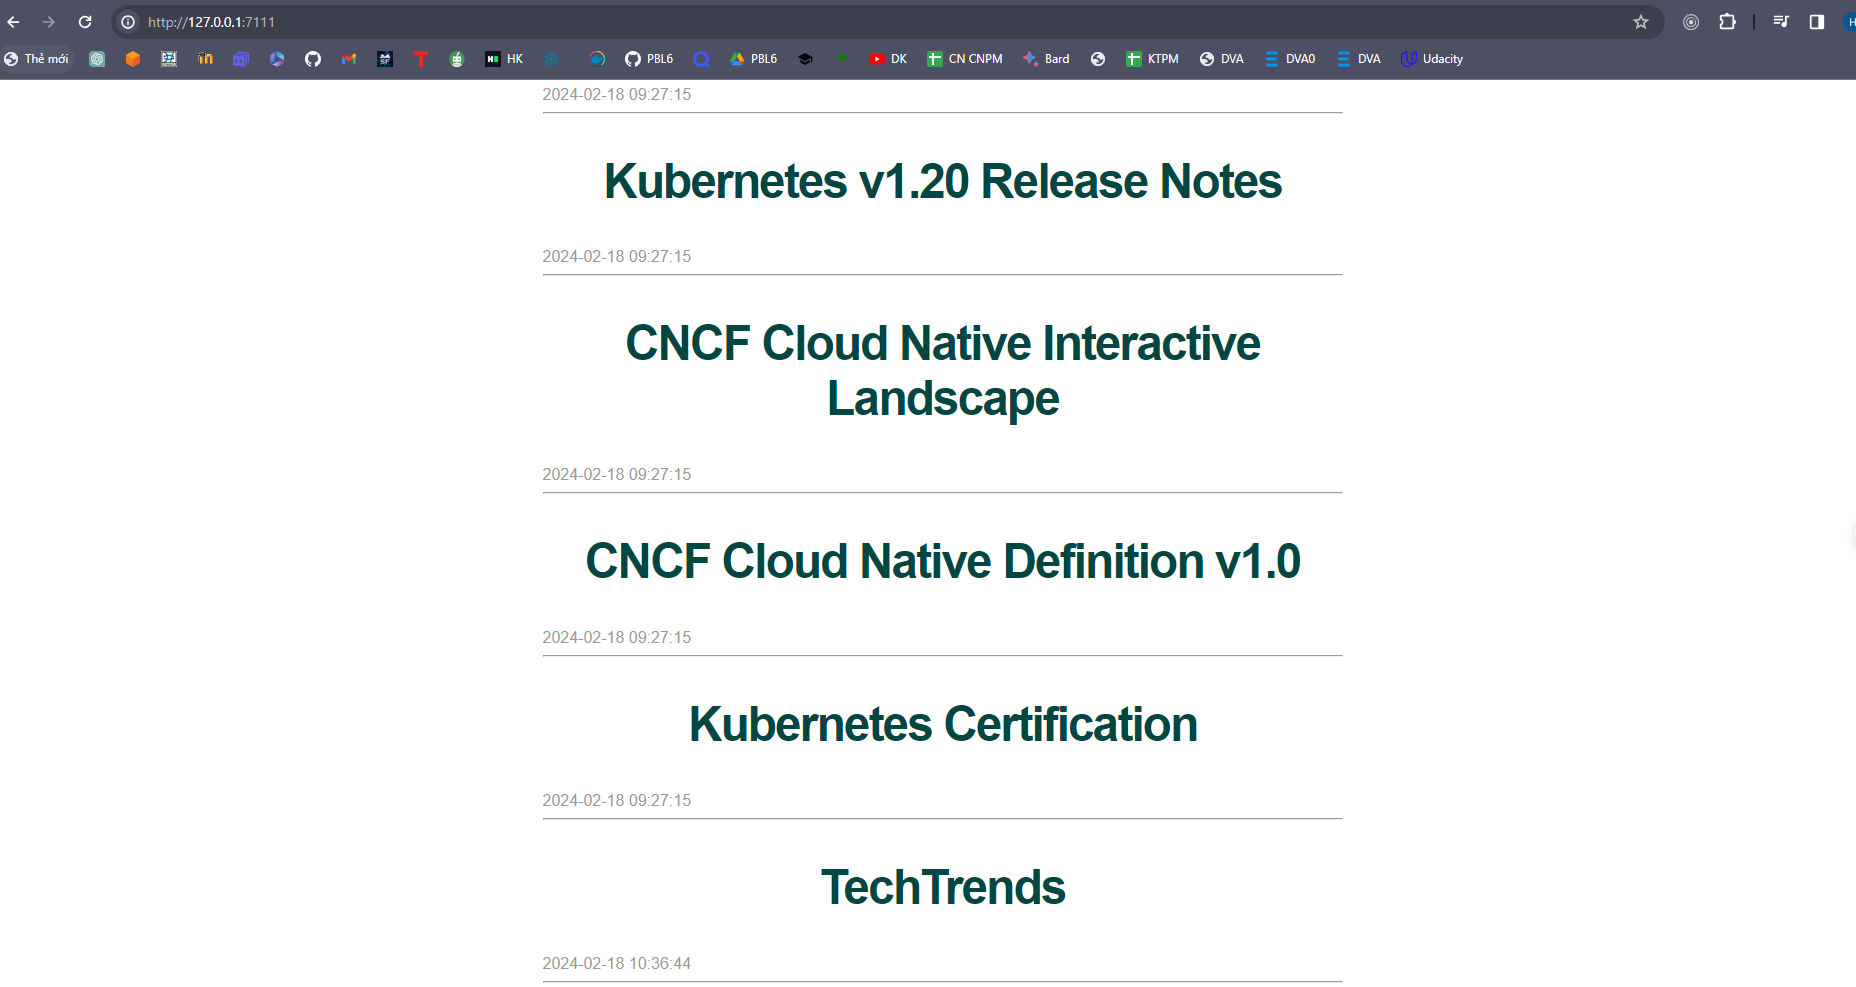 http://127.0.0.1:7111
H
Thẻ mới
HK
PBL6
PBL6
DK
CN CNPM
Bard
KTPM
DVA
DVA0
DVA
Udacity
2024-02-18 09:27:15
Kubernetes v1.20 Release Notes
2024-02-18 09:27:15
CNCF Cloud Native Interactive
Landscape
2024-02-18 09:27:15
CNCF Cloud Native Definition v1.0
2024-02-18 09:27:15
Kubernetes Certification
2024-02-18 09:27:15
TechTrends
2024-02-18 10:36:44